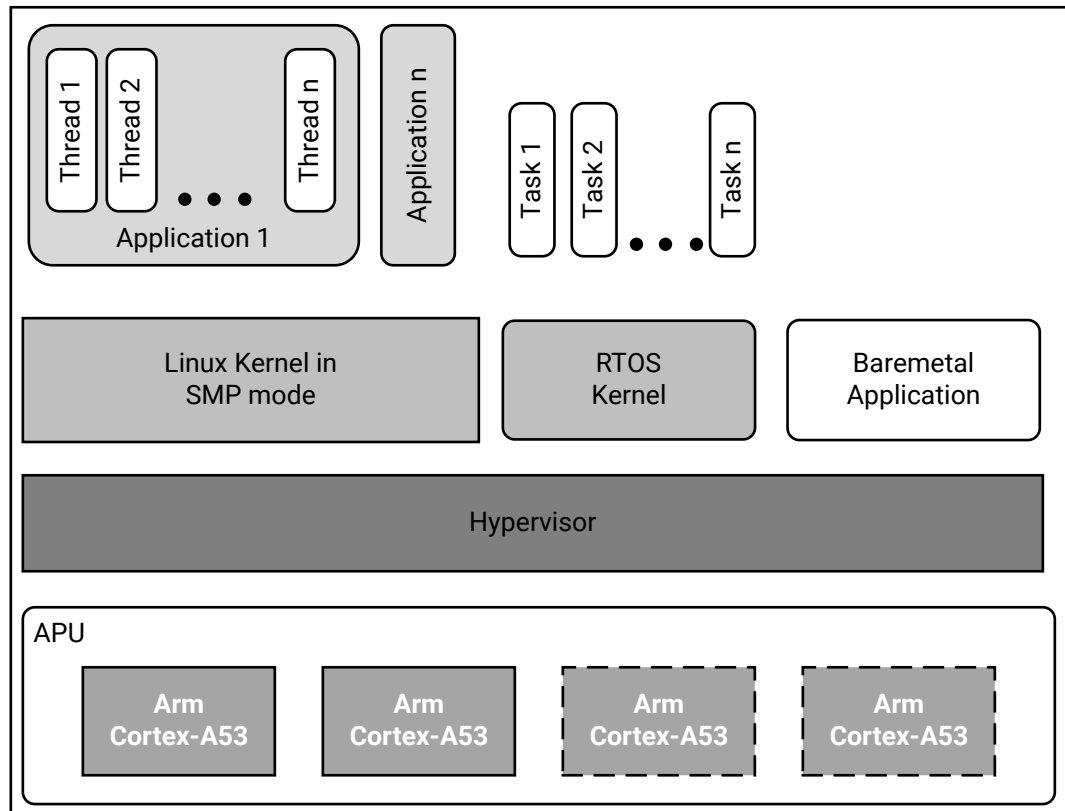 Thread 1
Thread 2
Thread n
Application 1
Application n
Task 1
Task 2
Task n
Linux Kernel in
SMP mode
RTOS
Kernel
Baremetal
Application
Hypervisor
APU
Arm
Cortex-A53
Arm
Cortex-A53
Arm
Cortex-A53
Arm
Cortex-A53